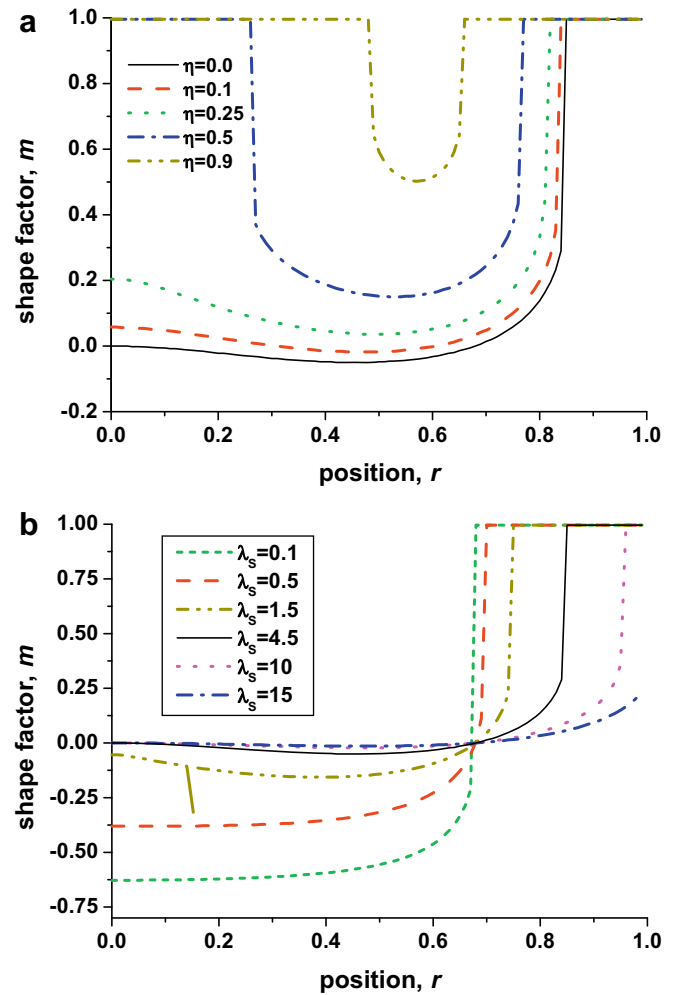 a
1.0
0.8
0.6
0.4
0.2
0.0
-0.2
shape factor, m
η=0.0
η=0.1
η=0.25
η=0.5
η=0.9
0.0 0.2 0.4 0.6 0.8 1.0
position, r
b
1.00
0.75
0.50
0.25
0.00
-0.25
-0.50
-0.75
shape factor, m
λS=0.1
λS=0.5
λS=1.5
λS=4.5
λS=10
λS=15
0.0 0.2 0.4 0.6 0.8 1.0
position, r